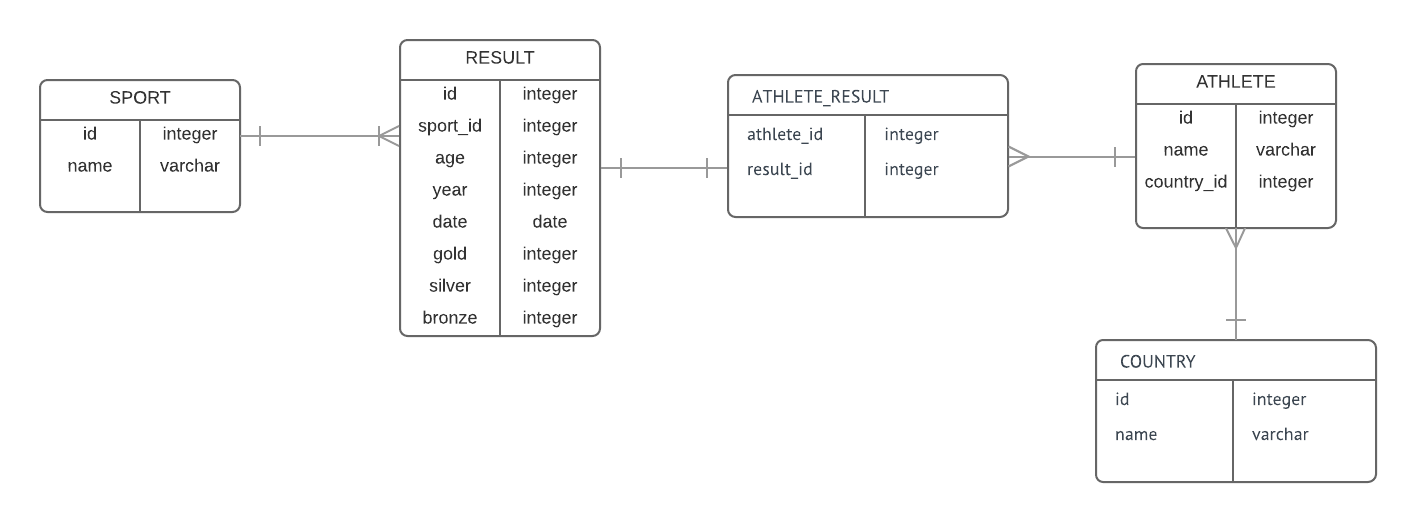 SPORT
id integer
name varchar
RESULT
id integer
sport_id integer
age integer
year integer
date date
gold integer
silver integer
bronze integer
ATHLETE_RESULT
athlete_id integer
result_id integer
ATHLETE
id integer
name varchar
country_id integer
COUNTRY
id integer
name varchar